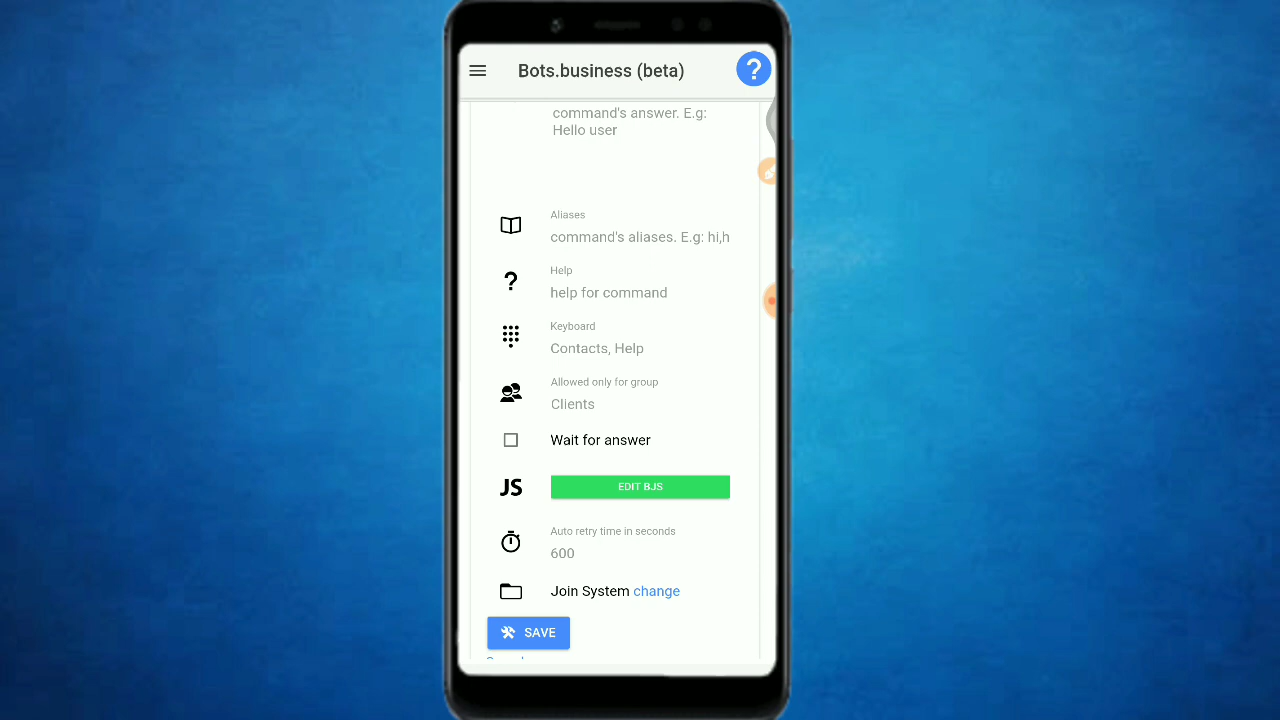 Bots.business (beta)
?
command's answer. E.g:
Hello user
Aliases
command's aliases. E.g: hi,h
Help
help for command
Keyboard
Contacts, Help
Allowed only for group
Clients
Wait for answer
JS
EDIT BJS
Auto retry time in seconds
600
Join System change
SAVE